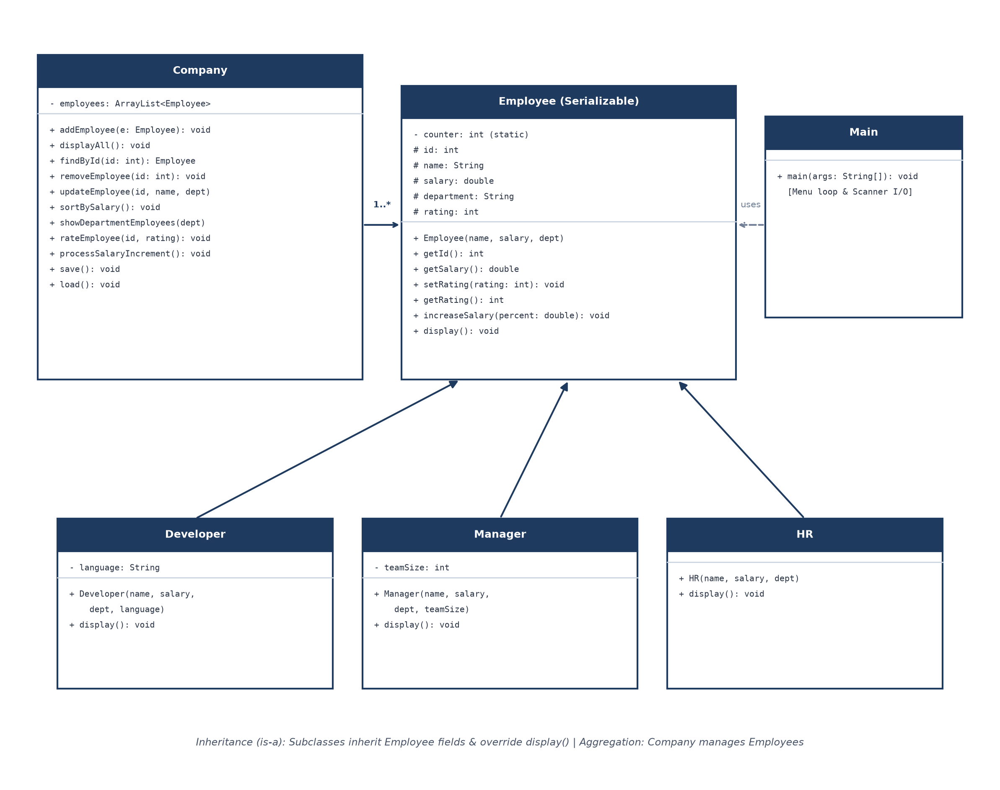 Company
- employees: ArrayList<Employee>
+ addEmployee(e: Employee): void
+ displayAll(): void
+ findById(id: int): Employee
+ removeEmployee(id: int): void
+ updateEmployee(id, name, dept)
+ sortBySalary(): void
+ showDepartmentEmployees(dept)
+ rateEmployee(id, rating): void
+ processSalaryIncrement(): void
+ save(): void
+ load(): void
1..*
Employee (Serializable)
- counter: int (static)
# id: int
# name: String
# salary: double
# department: String
# rating: int
+ Employee(name, salary, dept)
+ getId(): int
+ getSalary(): double
+ setRating(rating: int): void
+ getRating(): int
+ increaseSalary(percent: double): void
+ display(): void
uses
Main
+ main(args: String[]): void
[Menu loop & Scanner I/O]
Developer
- language: String
+ Developer(name, salary,
dept, language)
+ display(): void
Manager
- teamSize: int
+ Manager(name, salary,
dept, teamSize)
+ display(): void
HR
+ HR(name, salary, dept)
+ display(): void
Inheritance (is-a): Subclasses inherit Employee fields & override display() | Aggregation: Company manages Employees